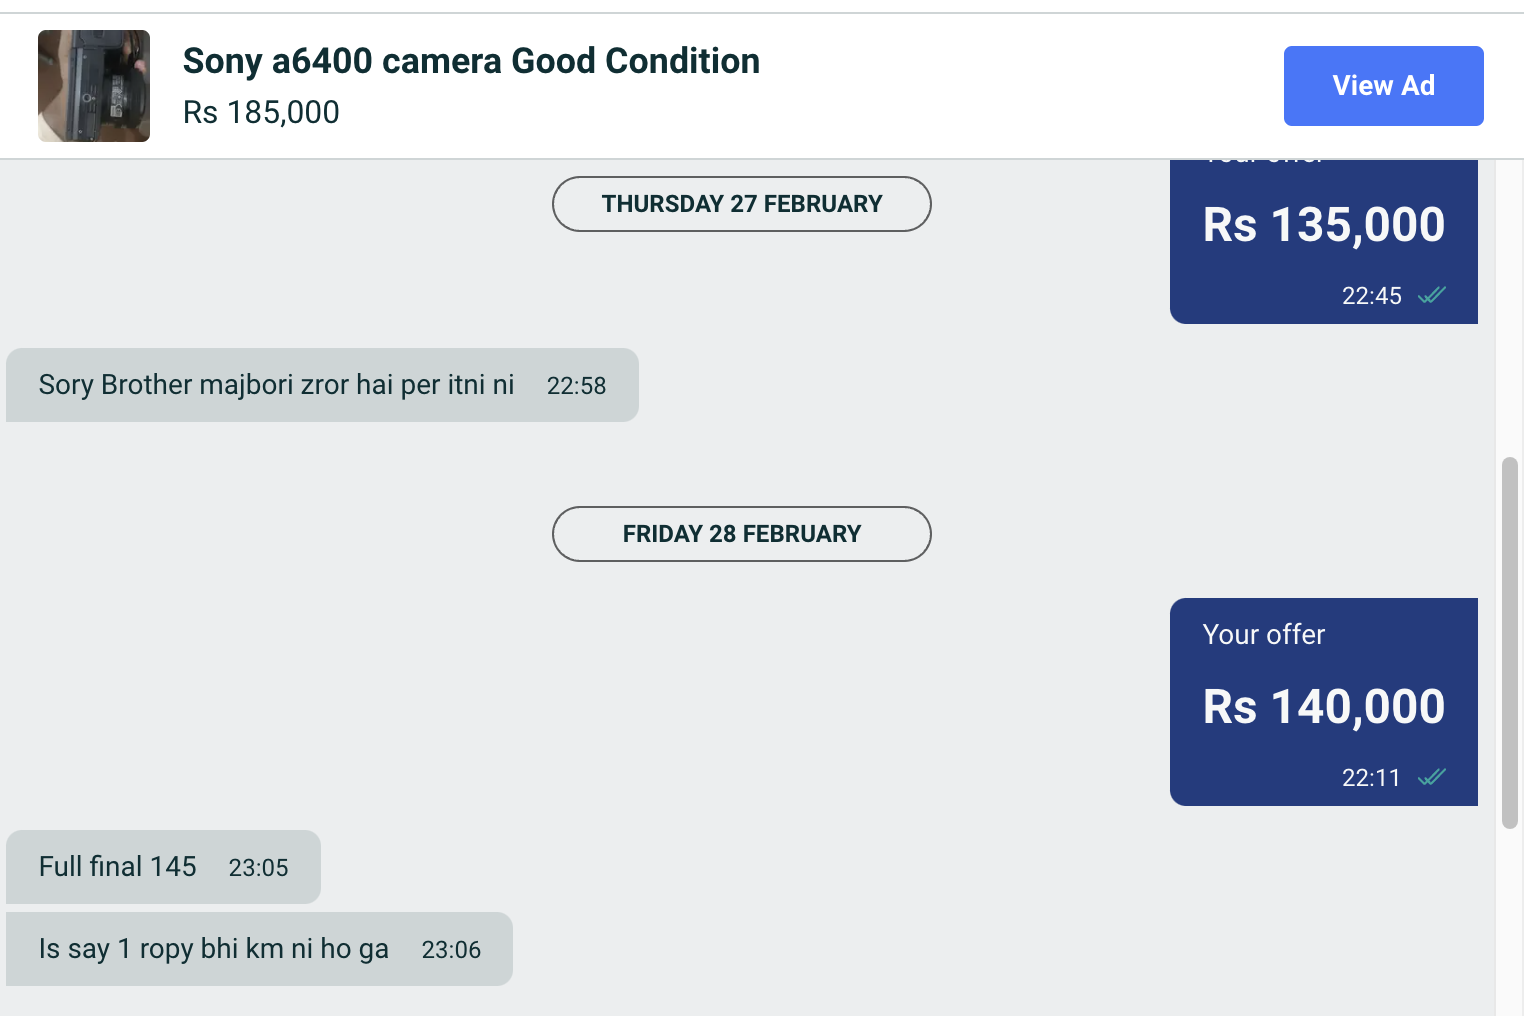 Sony a6400 camera Good Condition
Rs 185,000
View Ad
THURSDAY 27 FEBRUARY
Your offer
Rs 135,000
22:45
Sory Brother majbori zror hai per itni ni 22:58
FRIDAY 28 FEBRUARY
Your offer
Rs 140,000
22:11
Full final 145 23:05
Is say 1 ropy bhi km ni ho ga 23:06